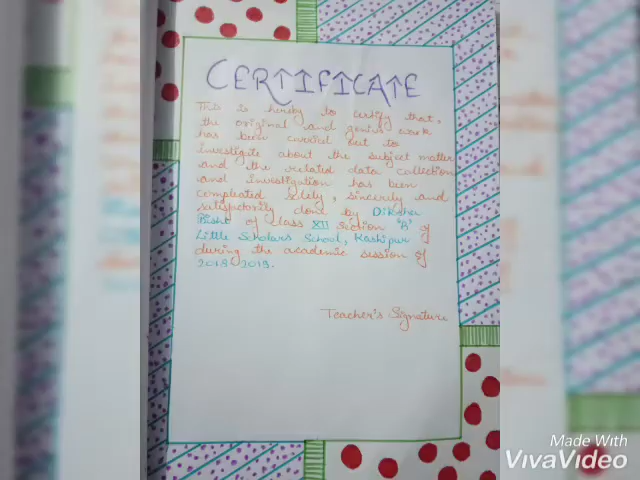 CERTIFICATE
This is hereby to certify that,
the original and genius work
has been carried out to
investigate about the subject matter
and the related data collection
and investigation has been
compleated solely, sincerely and
satisfactorily done by Diksha
Bisht of class XII section 'B' of
Little Scholars School, Kashipur
during the academic session of
2018-2019.
Teacher's Signature
Made With
VivaVideo